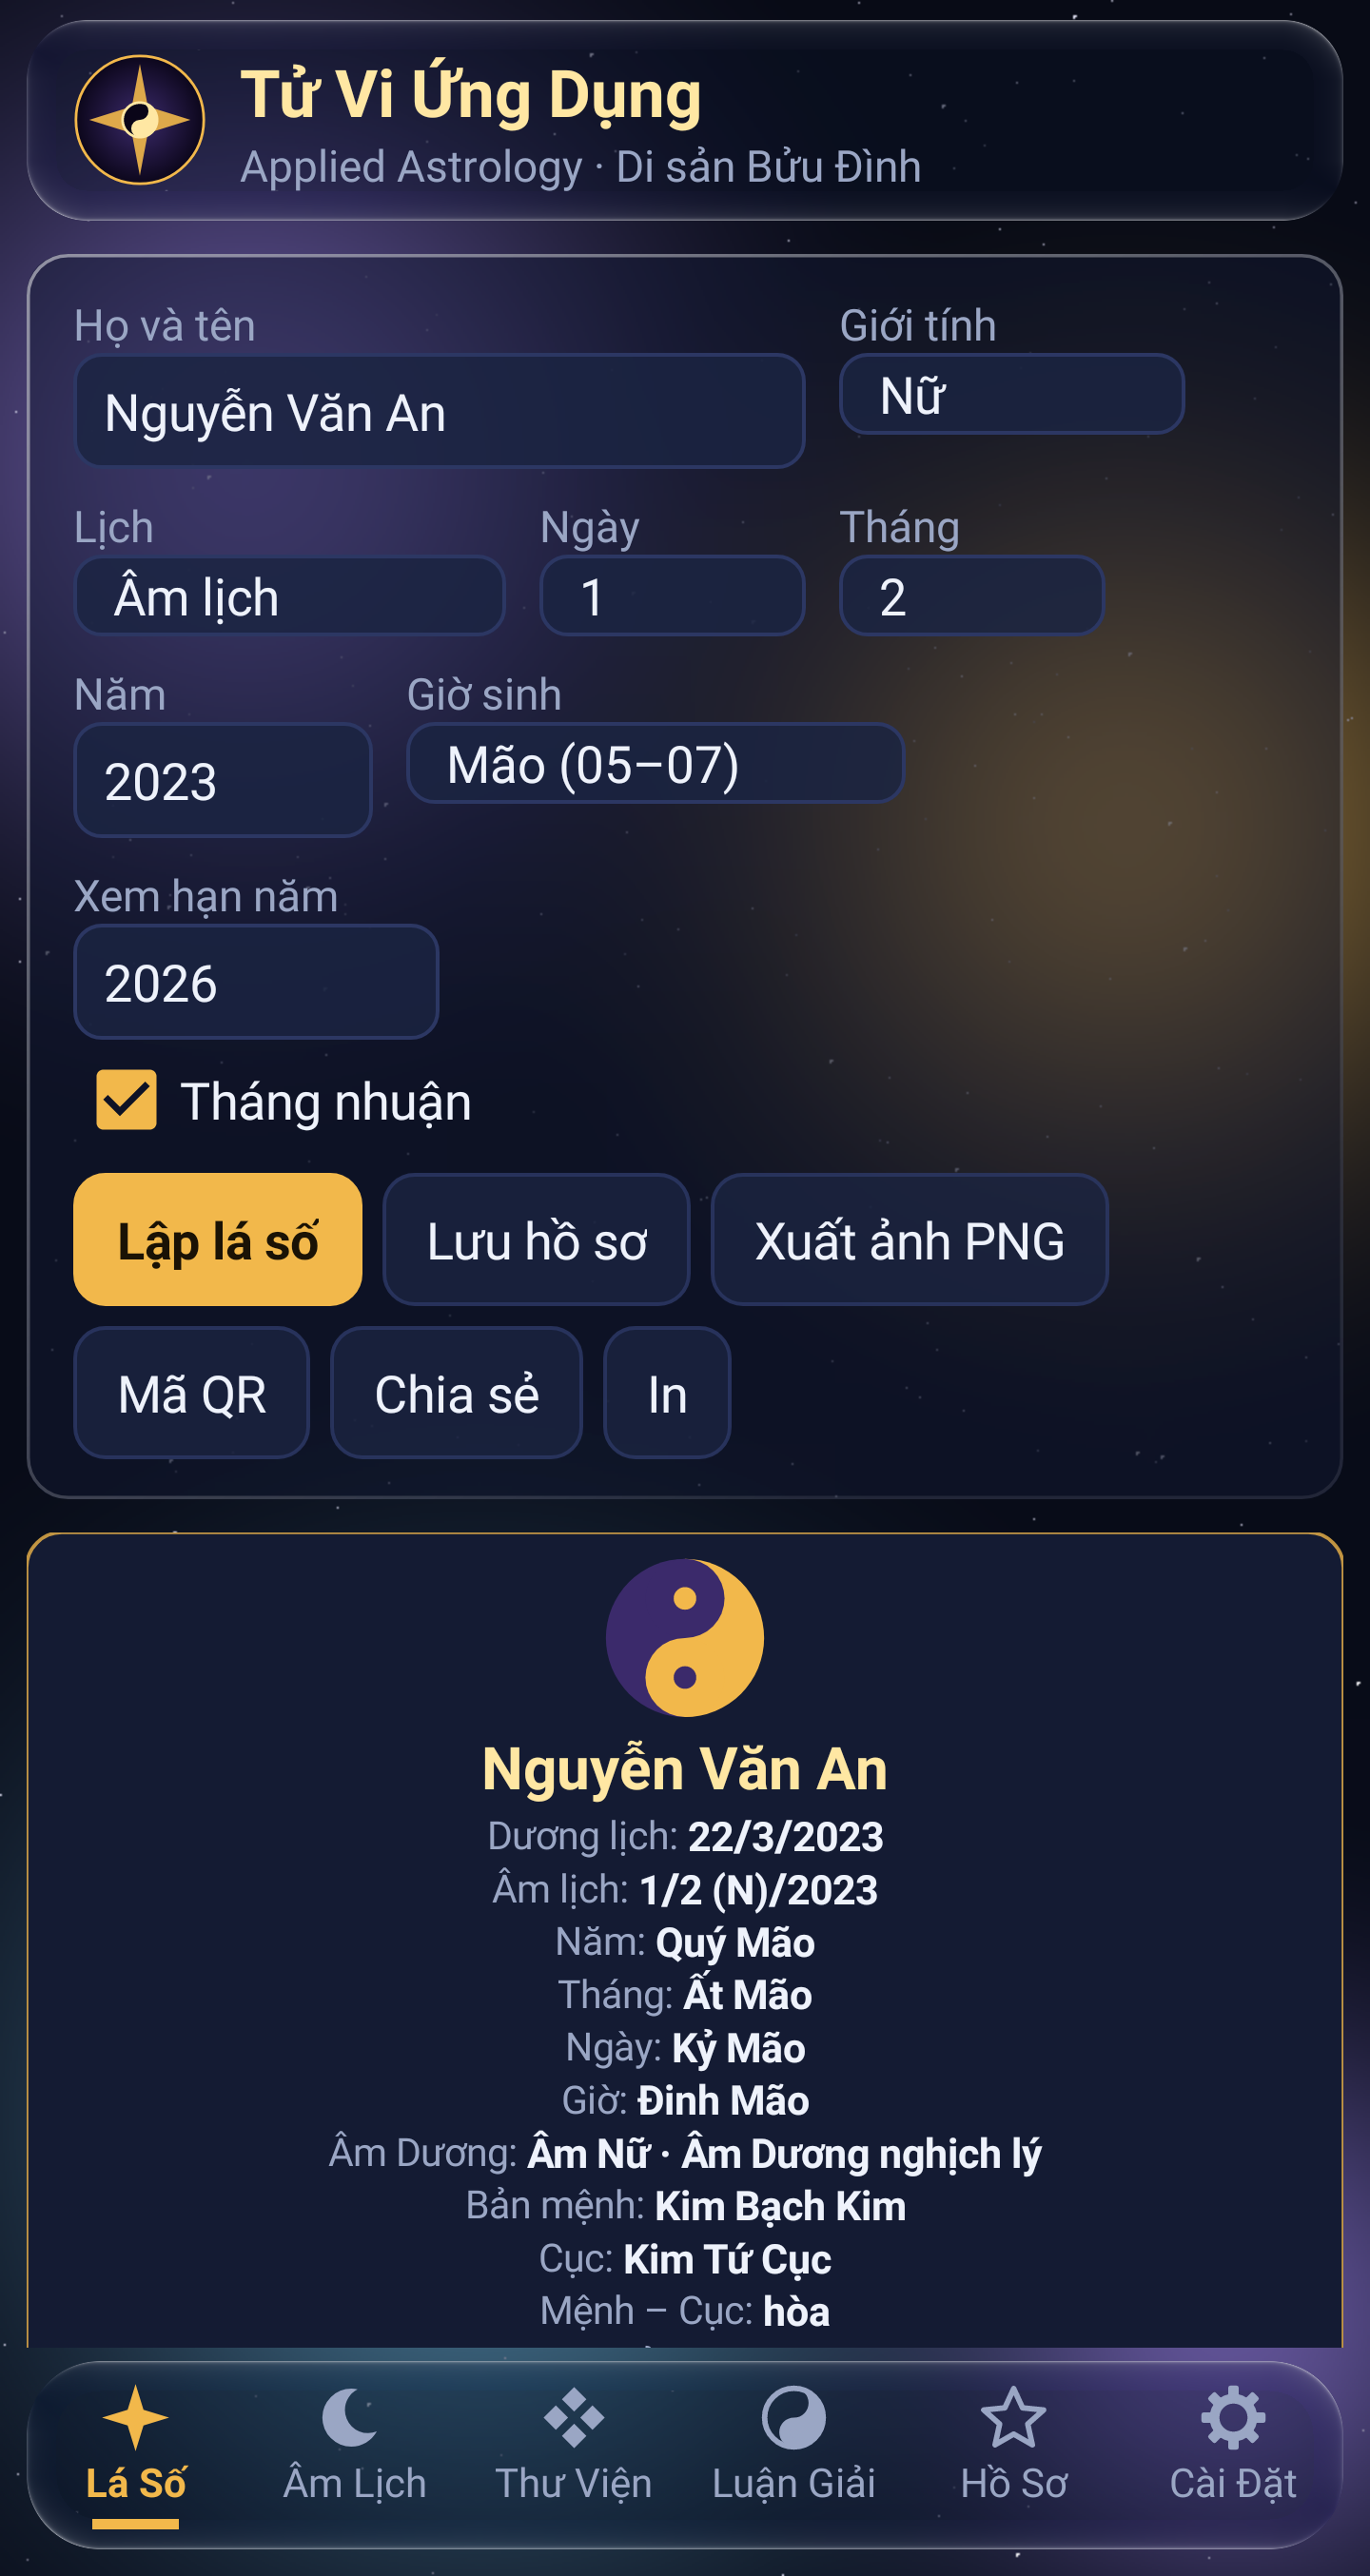 Tử Vi Ứng Dụng
Applied Astrology · Di sản Bửu Đình
Họ và tên
Giới tính
Nguyễn Văn An
Nữ
Lịch
Ngày
Tháng
Âm lịch
1
2
Năm
Giờ sinh
2023
Mão (05–07)
Xem hạn năm
2026
Tháng nhuận
Lập lá số
Lưu hồ sơ
Xuất ảnh PNG
Mã QR
Chia sẻ
In
Nguyễn Văn An
Dương lịch: 22/3/2023
Âm lịch: 1/2 (N)/2023
Năm: Quý Mão
Tháng: Ất Mão
Ngày: Kỷ Mão
Giờ: Đinh Mão
Âm Dương: Âm Nữ · Âm Dương nghịch lý
Bản mệnh: Kim Bạch Kim
Cục: Kim Tứ Cục
Mệnh – Cục: hòa
Lá Số
Âm Lịch
Thư Viện
Luận Giải
Hồ Sơ
Cài Đặt